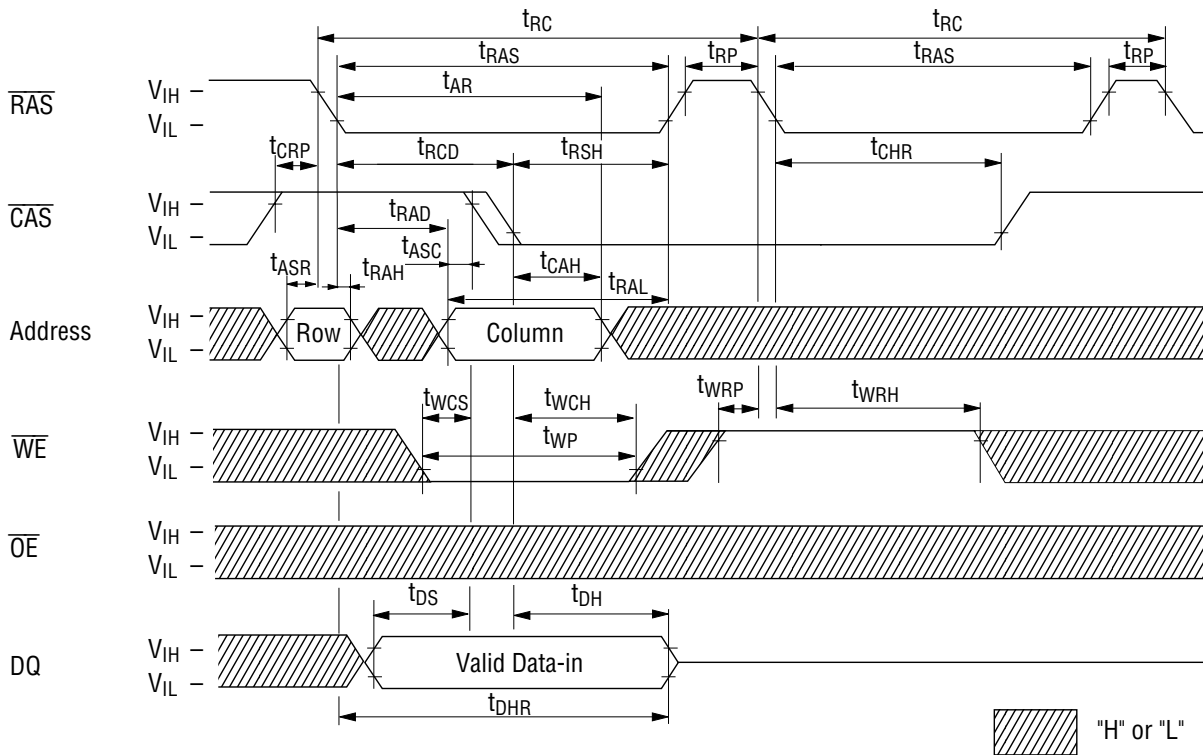 tRC tRC
tRAS tRP tRAS tRP
tAR
RAS VIH –
VIL –
tCRP tRCD tRSH tCHR
CAS VIH –
VIL –
tRAD
tASC
tASR tRAH tCAH
tRAL
Address VIH –
VIL –
Row Column
tWCS tWCH tWRP tWRH
tWP
WE VIH –
VIL –
OE VIH –
VIL –
tDS tDH
DQ VIH –
VIL –
Valid Data-in
tDHR
"H" or "L"